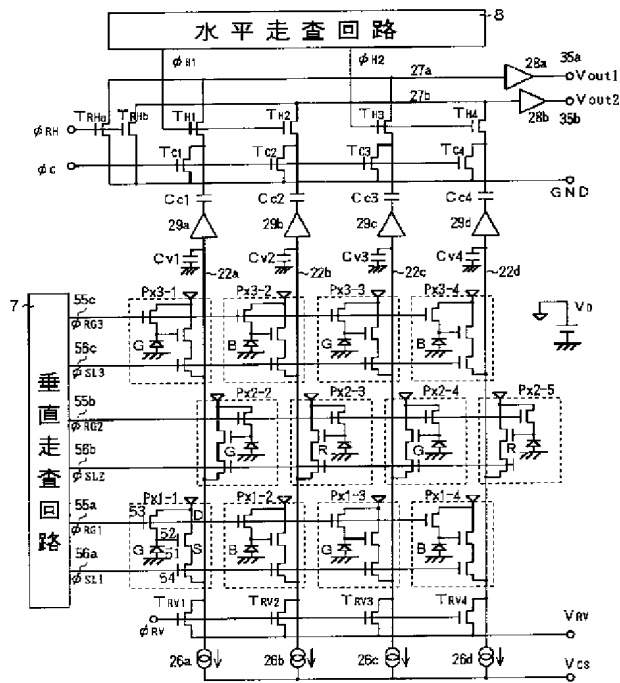 水平走査回路
8
φH1
φH2
27a
28a
35a
Vout1
27b
28b
35b
Vout2
TRHa
TRHb
TH1
TH2
TH3
TH4
φRH
φC
TC1
TC2
TC3
TC4
GND
Cc1
Cc2
Cc3
Cc4
29a
29b
29c
29d
Cv1
Cv2
Cv3
Cv4
22a
22b
22c
22d
7
垂直走査回路
Px3-1
Px3-2
Px3-3
Px3-4
55c
φRG3
G
B
G
B
56c
φSL3
VD
Px2-2
Px2-3
Px2-4
Px2-5
55b
φRG2
G
R
G
R
56b
φSL2
Px1-1
Px1-2
Px1-3
Px1-4
55a
φRG1
53
D
52
S
51
54
G
B
G
B
56a
φSL1
TRV1
TRV2
TRV3
TRV4
φRV
VRV
26a
26b
26c
26d
VCS